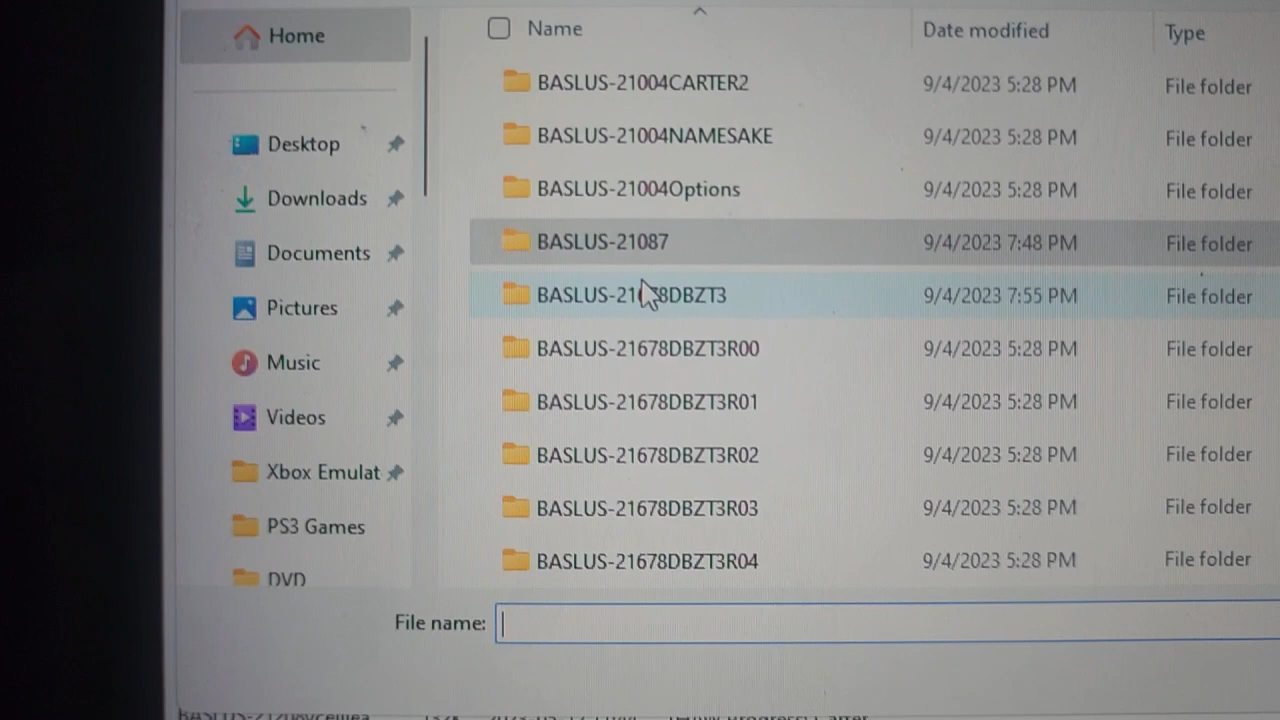 Home
Name Date modified Type
BASLUS-21004CARTER2 9/4/2023 5:28 PM File folder
Desktop BASLUS-21004NAMESAKE 9/4/2023 5:28 PM File folder
Downloads BASLUS-21004Options 9/4/2023 5:28 PM File folder
Documents BASLUS-21087 9/4/2023 7:48 PM File folder
Pictures BASLUS-21678DBZT3 9/4/2023 7:55 PM File folder
Music BASLUS-21678DBZT3R00 9/4/2023 5:28 PM File folder
Videos BASLUS-21678DBZT3R01 9/4/2023 5:28 PM File folder
Xbox Emulat BASLUS-21678DBZT3R02 9/4/2023 5:28 PM File folder
PS3 Games BASLUS-21678DBZT3R03 9/4/2023 5:28 PM File folder
DVD BASLUS-21678DBZT3R04 9/4/2023 5:28 PM File folder
File name: